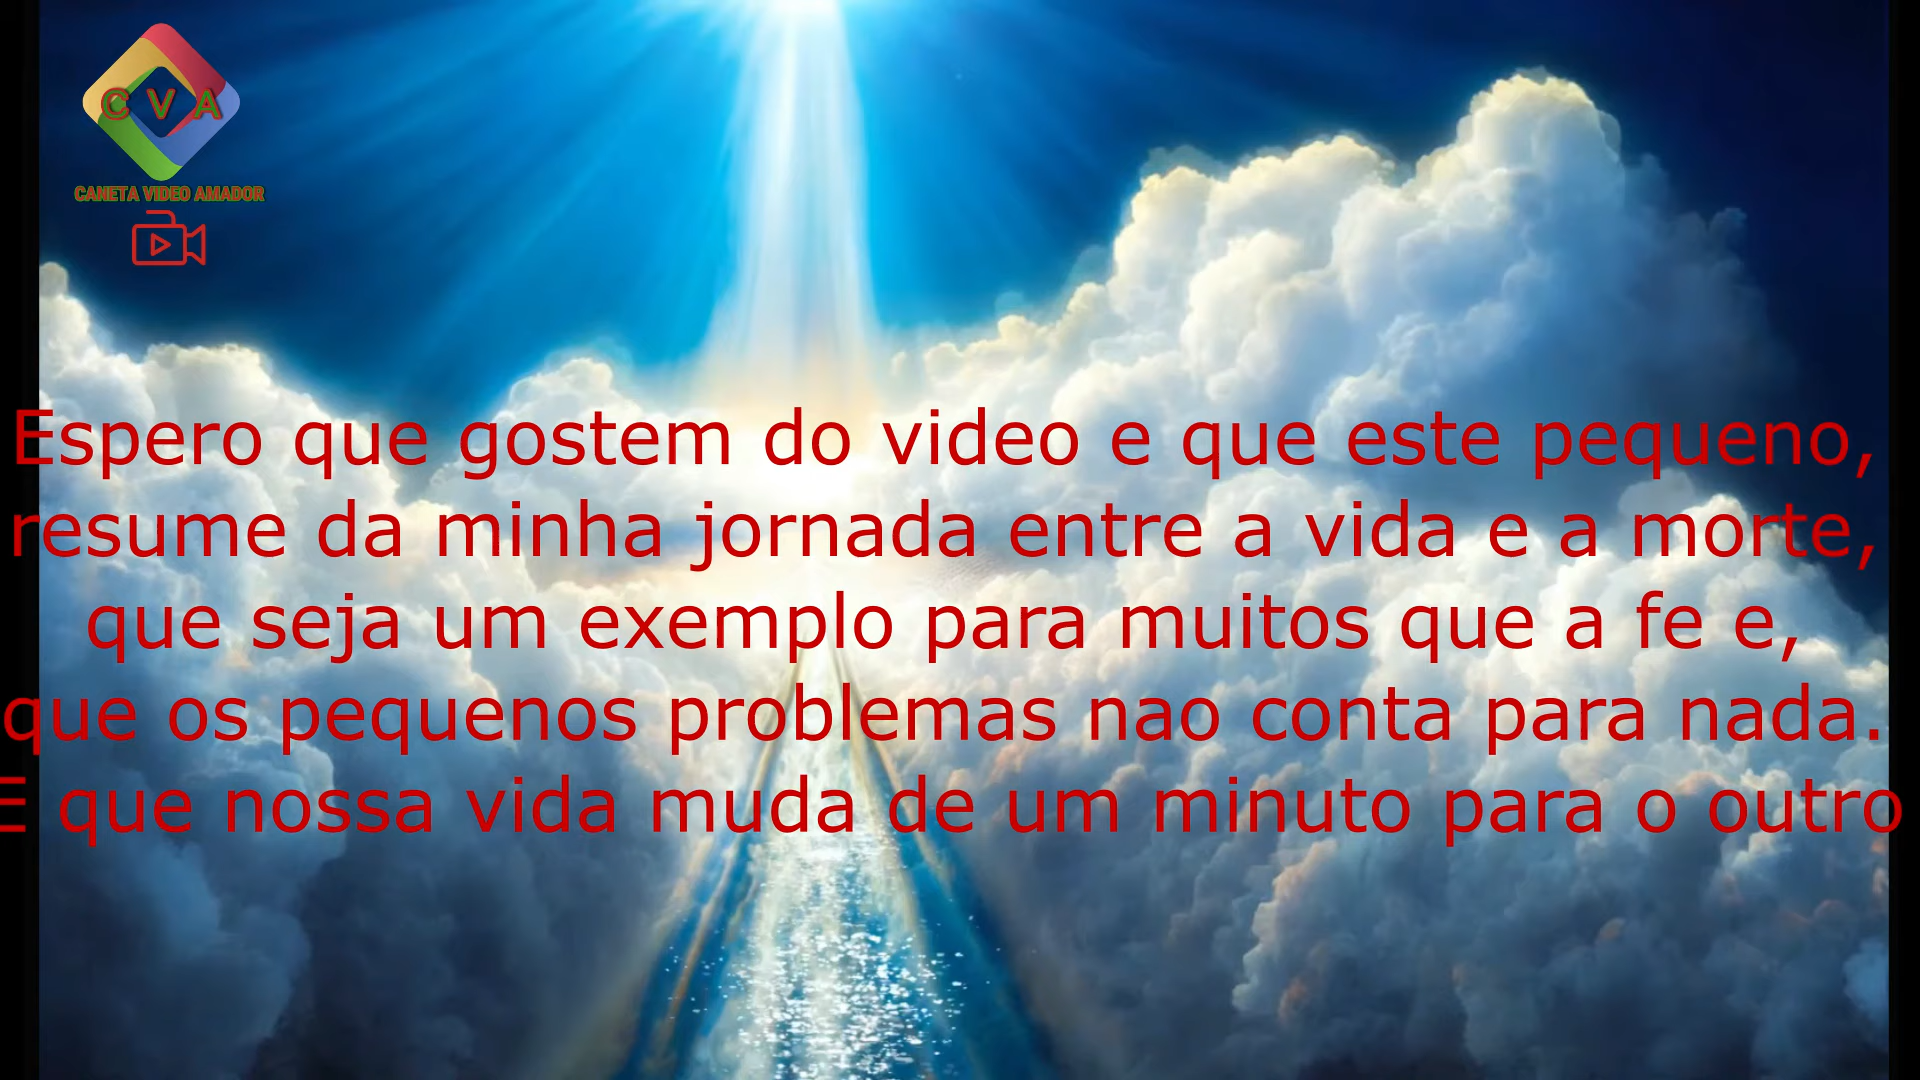 C V A
CANETA VIDEO AMADOR
Espero que gostem do video e que este pequeno,
resume da minha jornada entre a vida e a morte,
que seja um exemplo para muitos que a fe e,
que os pequenos problemas nao conta para nada.
E que nossa vida muda de um minuto para o outro